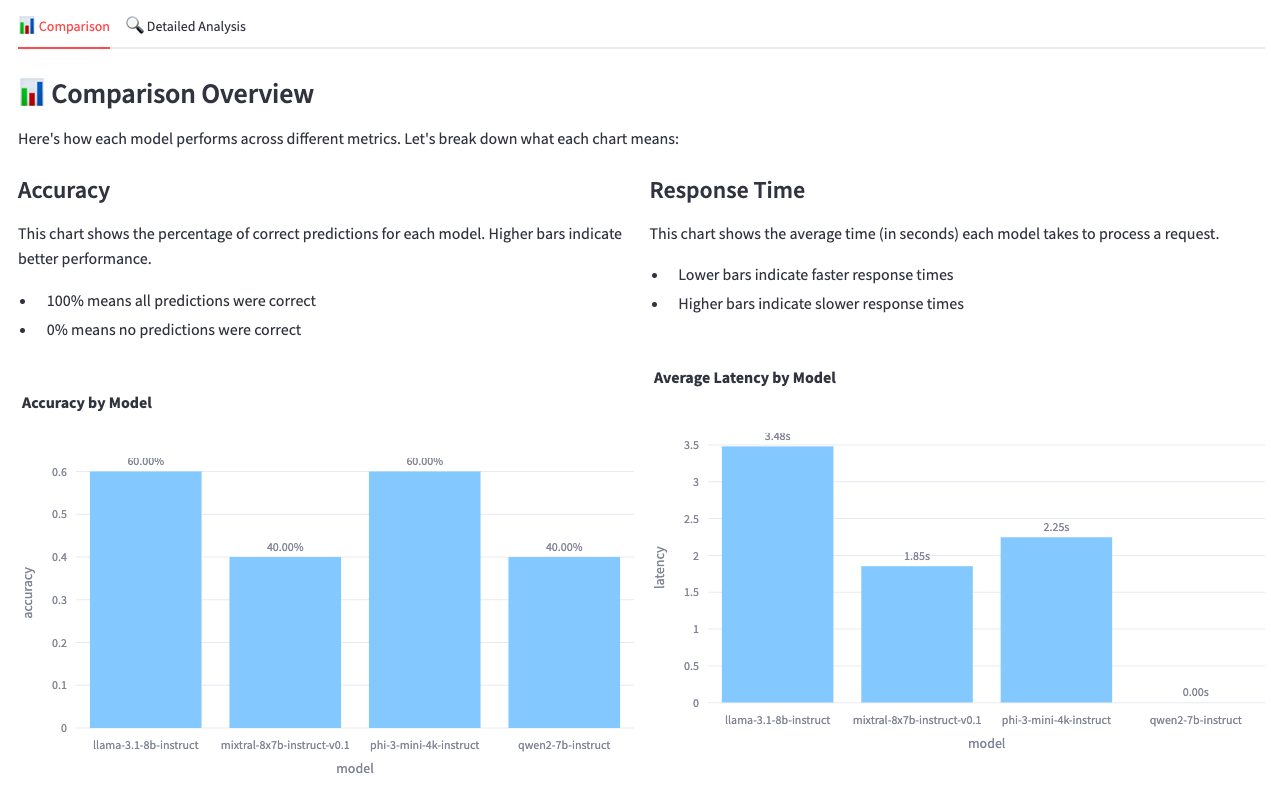 Comparison
Detailed Analysis
Comparison Overview
Here's how each model performs across different metrics. Let's break down what each chart means:
Accuracy
This chart shows the percentage of correct predictions for each model. Higher bars indicate
better performance.
• 100% means all predictions were correct
• 0% means no predictions were correct
Accuracy by Model
60.00%
40.00%
60.00%
40.00%
0.6
0.5
0.4
0.3
0.2
0.1
0
accuracy
llama-3.1-8b-instruct
mixtral-8x7b-instruct-v0.1
phi-3-mini-4k-instruct
qwen2-7b-instruct
model
Response Time
This chart shows the average time (in seconds) each model takes to process a request.
• Lower bars indicate faster response times
• Higher bars indicate slower response times
Average Latency by Model
3.48s
1.85s
2.25s
0.00s
3.5
3
2.5
2
1.5
1
0.5
0
latency
llama-3.1-8b-instruct
mixtral-8x7b-instruct-v0.1
phi-3-mini-4k-instruct
qwen2-7b-instruct
model